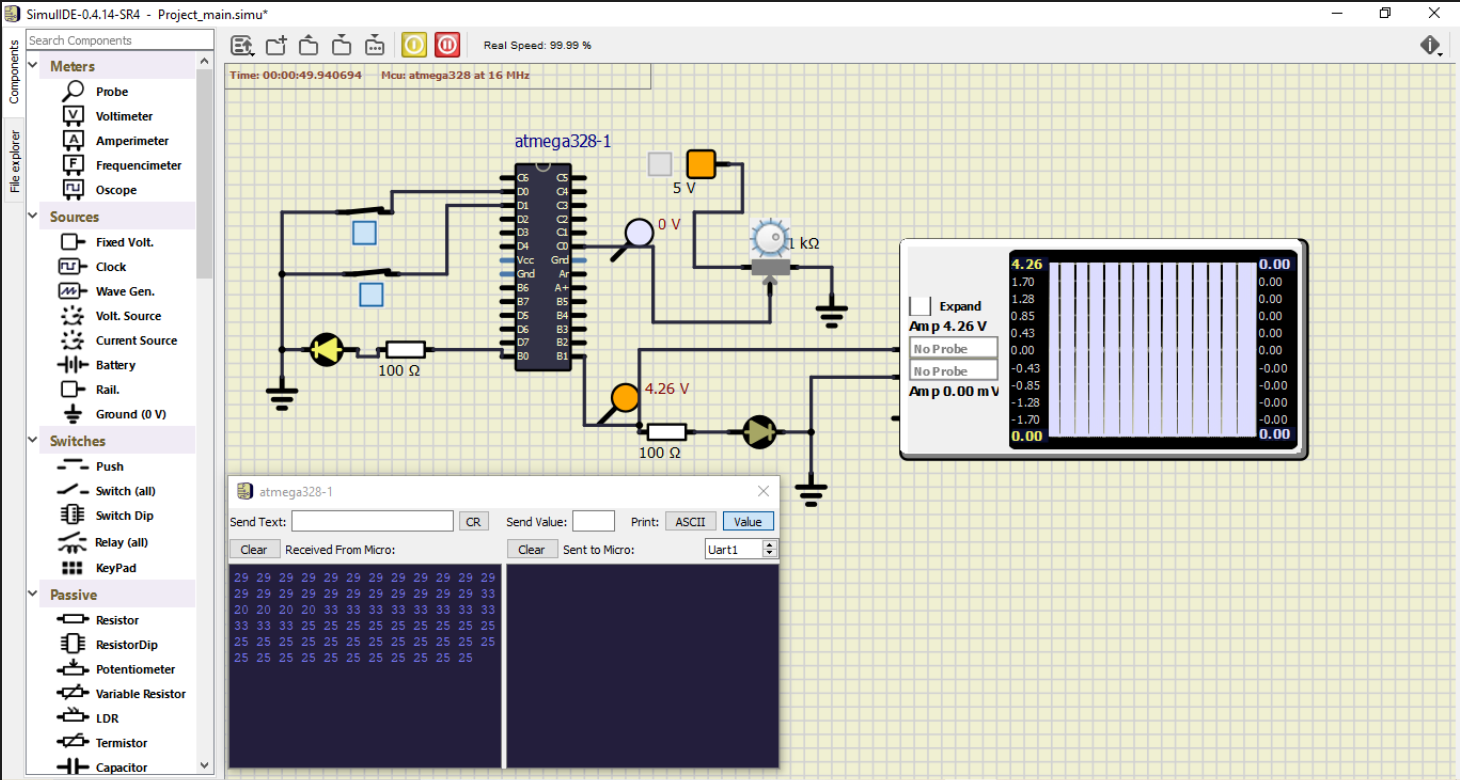 SimulIDE-0.4.14-SR4 - Project_main.simu*
Components
File explorer
Search Components
Real Speed: 99.99 %
Meters
Probe
Voltimeter
Amperimeter
Frequencimeter
Oscope
Sources
Fixed Volt.
Clock
Wave Gen.
Volt. Source
Current Source
Battery
Rail.
Ground (0 V)
Switches
Push
Switch (all)
Switch Dip
Relay (all)
KeyPad
Passive
Resistor
ResistorDip
Potentiometer
Variable Resistor
LDR
Termistor
Capacitor
Time: 00:00:49.940694 Mcu: atmega328 at 16 MHz
atmega328-1
C6 C5
D0 C4
D1 C3
D2 C2
D3 C1
D4 C0
Vcc Gnd
Gnd Ar
B6 A+
B7 B5
D5 B4
D6 B3
D7 B2
B0 B1
5 V
0 V
1 kΩ
100 Ω
4.26 V
100 Ω
Expand
Amp 4.26 V
No Probe
No Probe
Amp 0.00 mV
4.26 0.00
1.70 0.00
1.28 0.00
0.85 0.00
0.43 0.00
0.00 0.00
-0.43 -0.00
-0.85 -0.00
-1.28 -0.00
-1.70 -0.00
0.00 0.00
atmega328-1
Send Text: CR Send Value: Print: ASCII Value
Clear Received From Micro: Clear Sent to Micro: Uart1
29 29 29 29 29 29 29 29 29 29 29 29
29 29 29 29 29 29 29 29 29 29 29 33
20 20 20 20 33 33 33 33 33 33 33 33
33 33 33 25 25 25 25 25 25 25 25 25
25 25 25 25 25 25 25 25 25 25 25 25
25 25 25 25 25 25 25 25 25 25 25